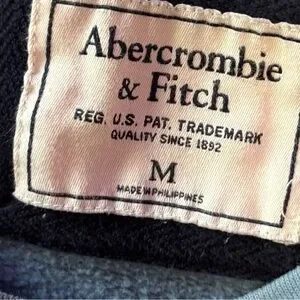 Abercrombie
& Fitch
REG. U.S. PAT. TRADEMARK
QUALITY SINCE 1892
M
MADE IN PHILIPPINES